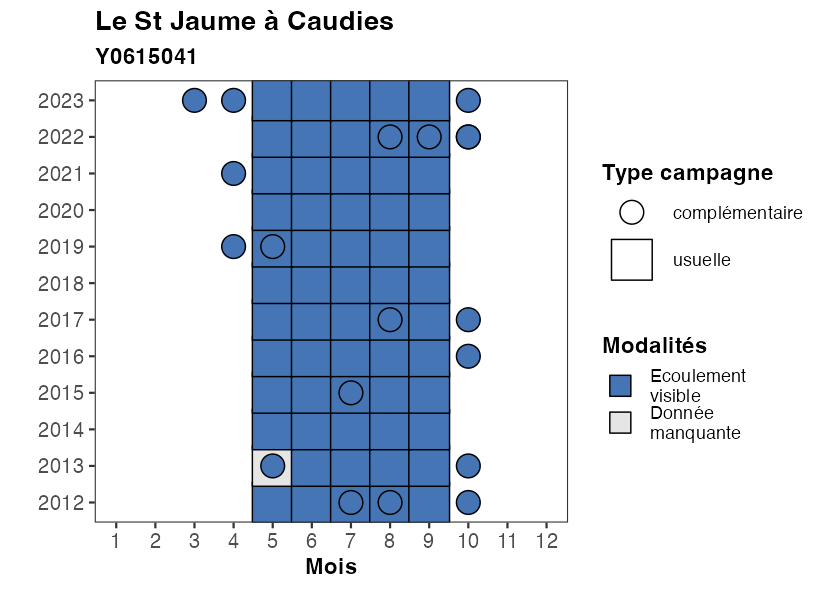 Le St Jaume à Caudies
Y0615041
2023
2022
2021
2020
2019
2018
2017
2016
2015
2014
2013
2012
1 2 3 4 5 6 7 8 9 10 11 12
Mois
Type campagne
complémentaire
usuelle
Modalités
Ecoulement
visible
Donnée
manquante